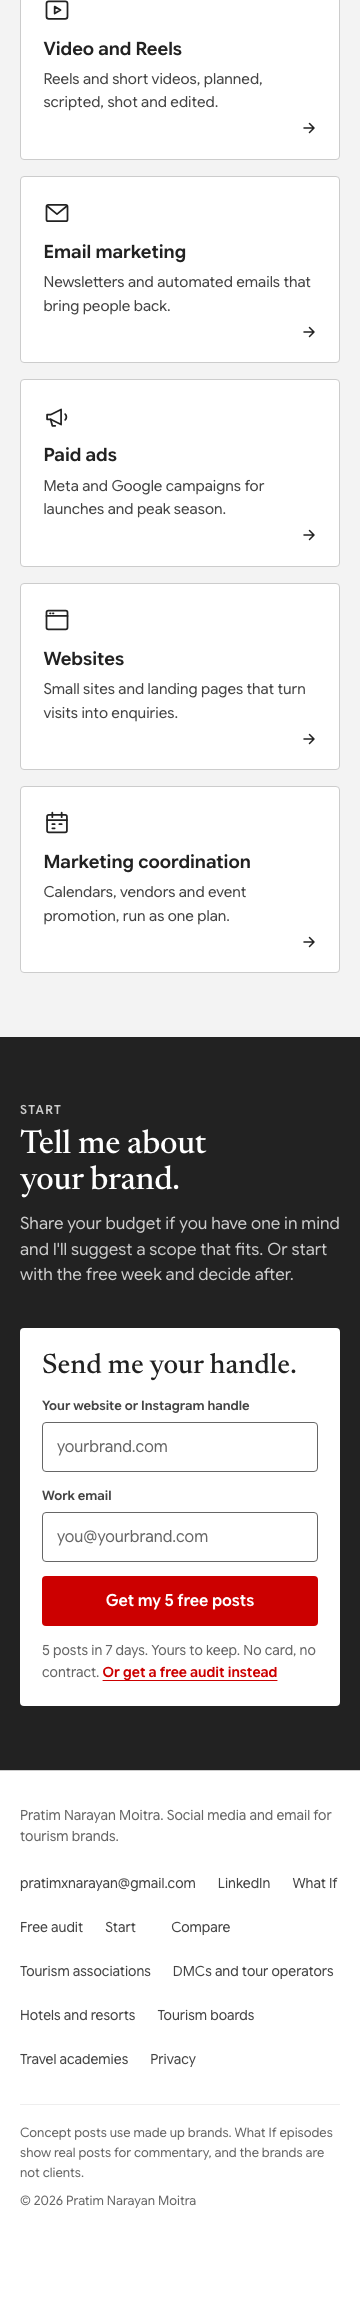 Video and Reels
Reels and short videos, planned,
scripted, shot and edited.
Email marketing
Newsletters and automated emails that
bring people back.
Paid ads
Meta and Google campaigns for
launches and peak season.
Websites
Small sites and landing pages that turn
visits into enquiries.
Marketing coordination
Calendars, vendors and event
promotion, run as one plan.
START
Tell me about
your brand.
Share your budget if you have one in mind
and I'll suggest a scope that fits. Or start
with the free week and decide after.
Send me your handle.
Your website or Instagram handle
yourbrand.com
Work email
you@yourbrand.com
Get my 5 free posts
5 posts in 7 days. Yours to keep. No card, no
contract. Or get a free audit instead
Pratim Narayan Moitra. Social media and email for
tourism brands.
pratimxnarayan@gmail.com LinkedIn What If
Free audit Start Compare
Tourism associations DMCs and tour operators
Hotels and resorts Tourism boards
Travel academies Privacy
Concept posts use made up brands. What If episodes
show real posts for commentary, and the brands are
not clients.
© 2026 Pratim Narayan Moitra